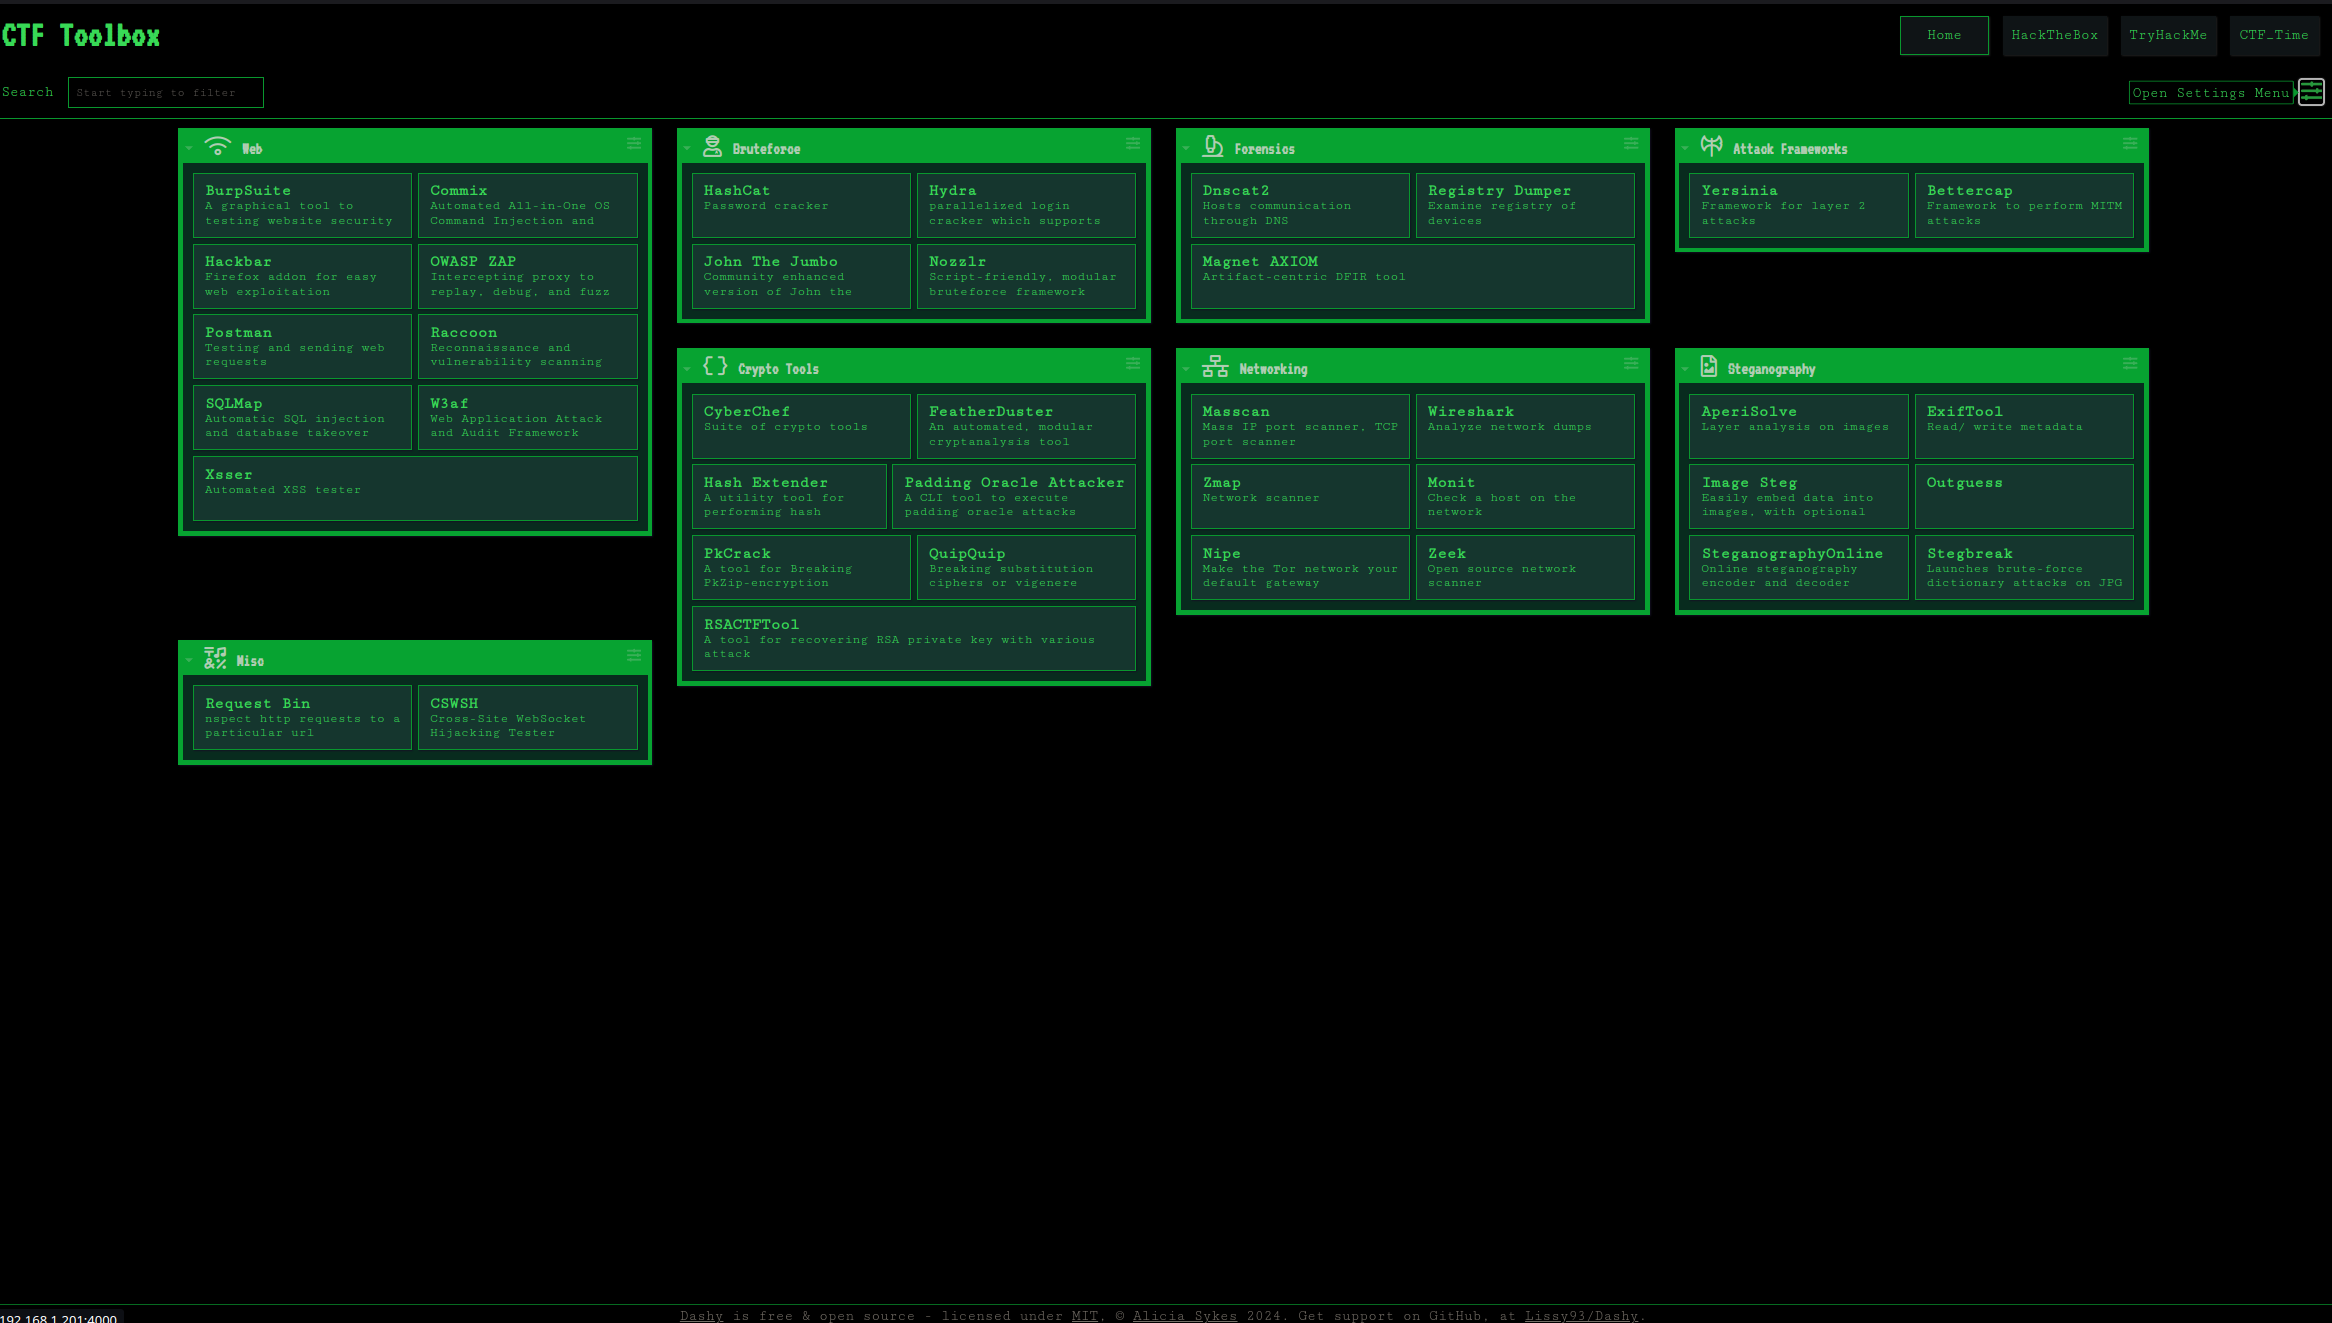 CTF Toolbox
Home
HackTheBox
TryHackMe
CTF_Time
Search
Start typing to filter
Open Settings Menu
Web
BurpSuite
A graphical tool to
testing website security
Commix
Automated All-in-One OS
Command Injection and
Hackbar
Firefox addon for easy
web exploitation
OWASP ZAP
Intercepting proxy to
replay, debug, and fuzz
Postman
Testing and sending web
requests
Raccoon
Reconnaissance and
vulnerability scanning
SQLMap
Automatic SQL injection
and database takeover
W3af
Web Application Attack
and Audit Framework
Xsser
Automated XSS tester
Bruteforce
HashCat
Password cracker
Hydra
parallelized login
cracker which supports
John The Jumbo
Community enhanced
version of John the
Nozzlr
Script-friendly, modular
bruteforce framework
Forensics
Dnscat2
Hosts communication
through DNS
Registry Dumper
Examine registry of
devices
Magnet AXIOM
Artifact-centric DFIR tool
Attack Frameworks
Yersinia
Framework for layer 2
attacks
Bettercap
Framework to perform MITM
attacks
Crypto Tools
CyberChef
Suite of crypto tools
FeatherDuster
An automated, modular
cryptanalysis tool
Hash Extender
A utility tool for
performing hash
Padding Oracle Attacker
A CLI tool to execute
padding oracle attacks
PkCrack
A tool for Breaking
PkZip-encryption
QuipQuip
Breaking substitution
ciphers or vigenere
RSACTFTool
A tool for recovering RSA private key with various
attack
Networking
Masscan
Mass IP port scanner, TCP
port scanner
Wireshark
Analyze network dumps
Zmap
Network scanner
Monit
Check a host on the
network
Nipe
Make the Tor network your
default gateway
Zeek
Open source network
scanner
Steganography
AperiSolve
Layer analysis on images
ExifTool
Read/ write metadata
Image Steg
Easily embed data into
images, with optional
Outguess
SteganographyOnline
Online steganography
encoder and decoder
Stegbreak
Launches brute-force
dictionary attacks on JPG
Misc
Request Bin
nspect http requests to a
particular url
CSWSH
Cross-Site WebSocket
Hijacking Tester
Dashy is free & open source - licensed under MIT, © Alicia Sykes 2024. Get support on GitHub, at Lissy93/Dashy.
192.168.1.201:4000